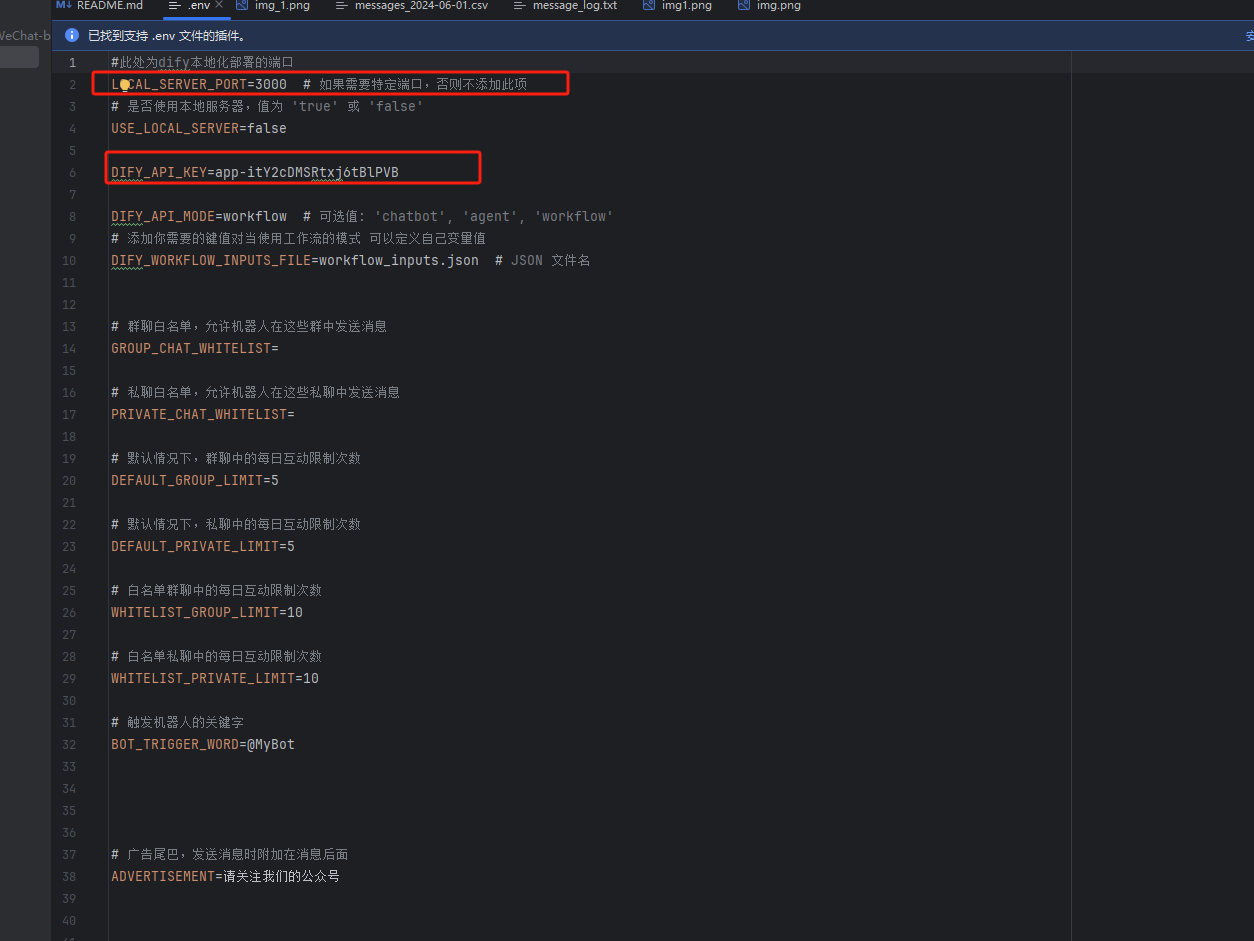 README.md .env img_1.png messages_2024-06-01.csv message_log.txt img1.png img.png
WeChat-b
已找到支持 .env 文件的插件。
1 #此处为dify本地化部署的端口
2 LOCAL_SERVER_PORT=3000 # 如果需要特定端口，否则不添加此项
3 # 是否使用本地服务器，值为 'true' 或 'false'
4 USE_LOCAL_SERVER=false
5
6 DIFY_API_KEY=app-itY2cDMSRtxj6tBlPVB
7
8 DIFY_API_MODE=workflow # 可选值: 'chatbot', 'agent', 'workflow'
9 # 添加你需要的键值对当使用工作流的模式 可以定义自己变量值
10 DIFY_WORKFLOW_INPUTS_FILE=workflow_inputs.json # JSON 文件名
11
12
13 # 群聊白名单，允许机器人在这些群中发送消息
14 GROUP_CHAT_WHITELIST=
15
16 # 私聊白名单，允许机器人在这些私聊中发送消息
17 PRIVATE_CHAT_WHITELIST=
18
19 # 默认情况下，群聊中的每日互动限制次数
20 DEFAULT_GROUP_LIMIT=5
21
22 # 默认情况下，私聊中的每日互动限制次数
23 DEFAULT_PRIVATE_LIMIT=5
24
25 # 白名单群聊中的每日互动限制次数
26 WHITELIST_GROUP_LIMIT=10
27
28 # 白名单私聊中的每日互动限制次数
29 WHITELIST_PRIVATE_LIMIT=10
30
31 # 触发机器人的关键字
32 BOT_TRIGGER_WORD=@MyBot
33
34
35
36
37 # 广告尾巴，发送消息时附加在消息后面
38 ADVERTISEMENT=请关注我们的公众号
39
40